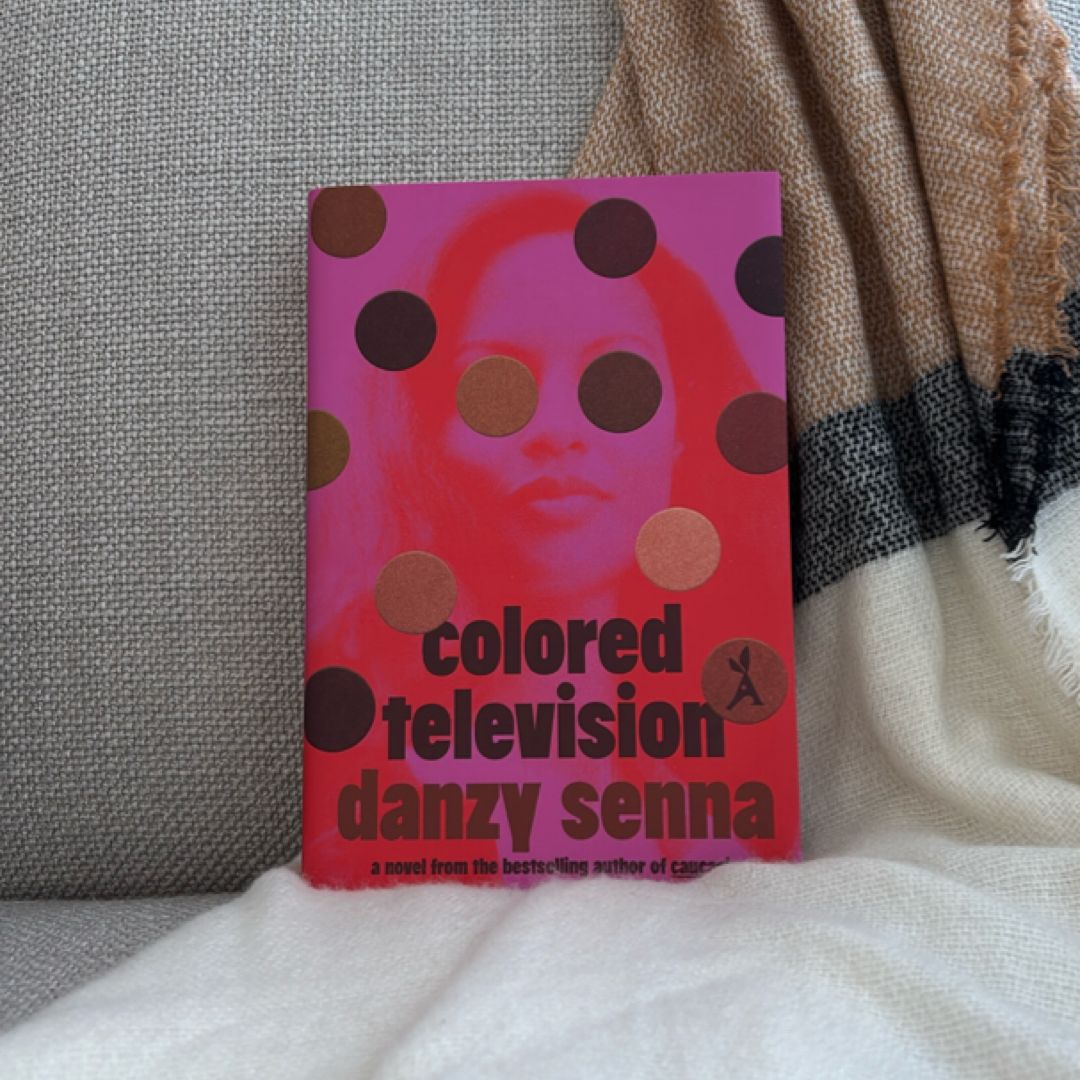 colored
television
danzy senna
a novel from the bestselling author of